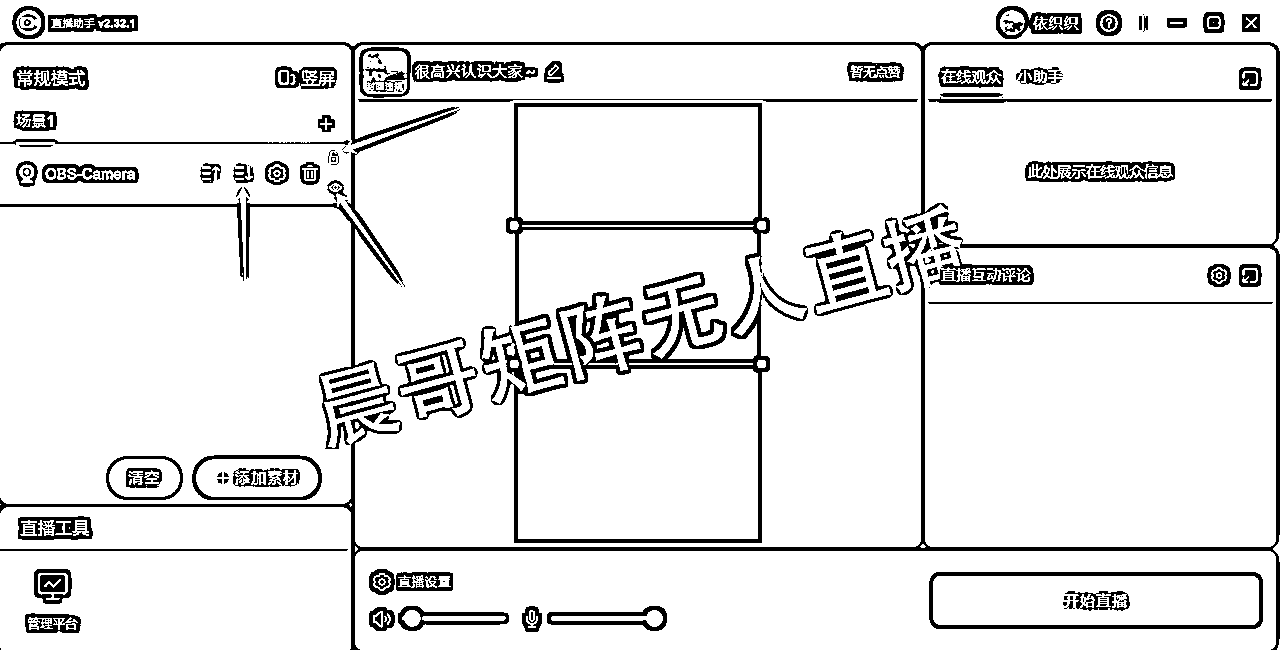 直播助手 v2.32.1
依织织
常规模式
竖屏
场景1
OBS-Camera
清空
添加素材
直播工具
管理平台
很高兴认识大家~
暂无点赞
晨哥矩阵无人直播
直播设置
在线观众 小助手
此处展示在线观众信息
直播互动评论
开始直播